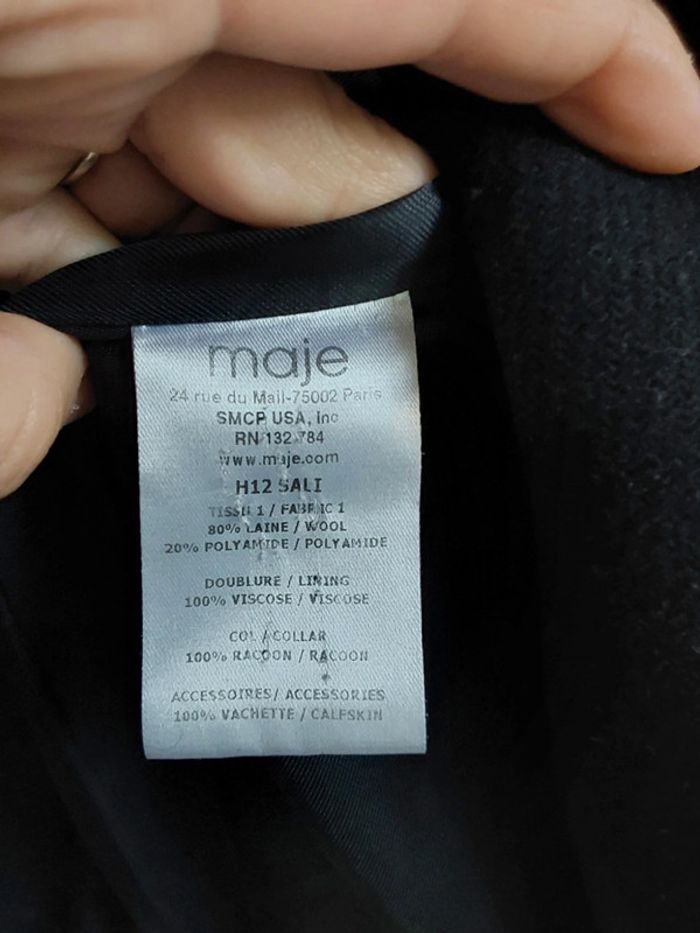 maje
24 rue du Mail-75002 Paris
SMCP USA, Inc
RN 132 784
www.maje.com
H12 SALI
TISSU 1 / FABRIC 1
80% LAINE / WOOL
20% POLYAMIDE / POLYAMIDE
DOUBLURE / LINING
100% VISCOSE / VISCOSE
COL / COLLAR
100% RACOON / RACOON
ACCESSOIRES/ ACCESSORIES
100% VACHETTE / CALFSKIN